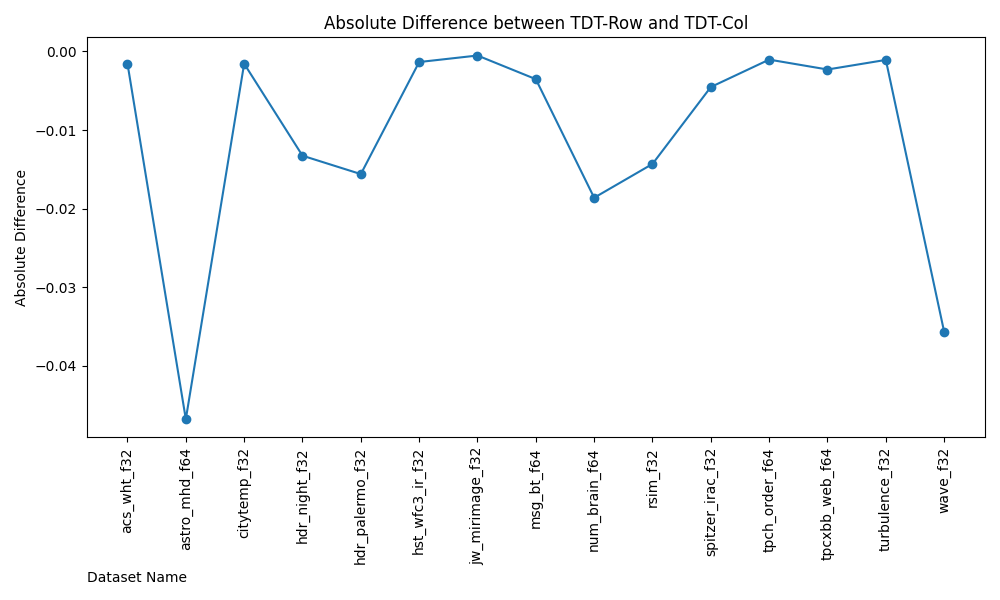 Absolute Difference between TDT-Row and TDT-Col
0.00
−0.01
−0.02
−0.03
−0.04
Absolute Difference
acs_wht_f32
astro_mhd_f64
citytemp_f32
hdr_night_f32
hdr_palermo_f32
hst_wfc3_ir_f32
jw_mirimage_f32
msg_bt_f64
num_brain_f64
rsim_f32
spitzer_irac_f32
tpch_order_f64
tpcxbb_web_f64
turbulence_f32
wave_f32
Dataset Name